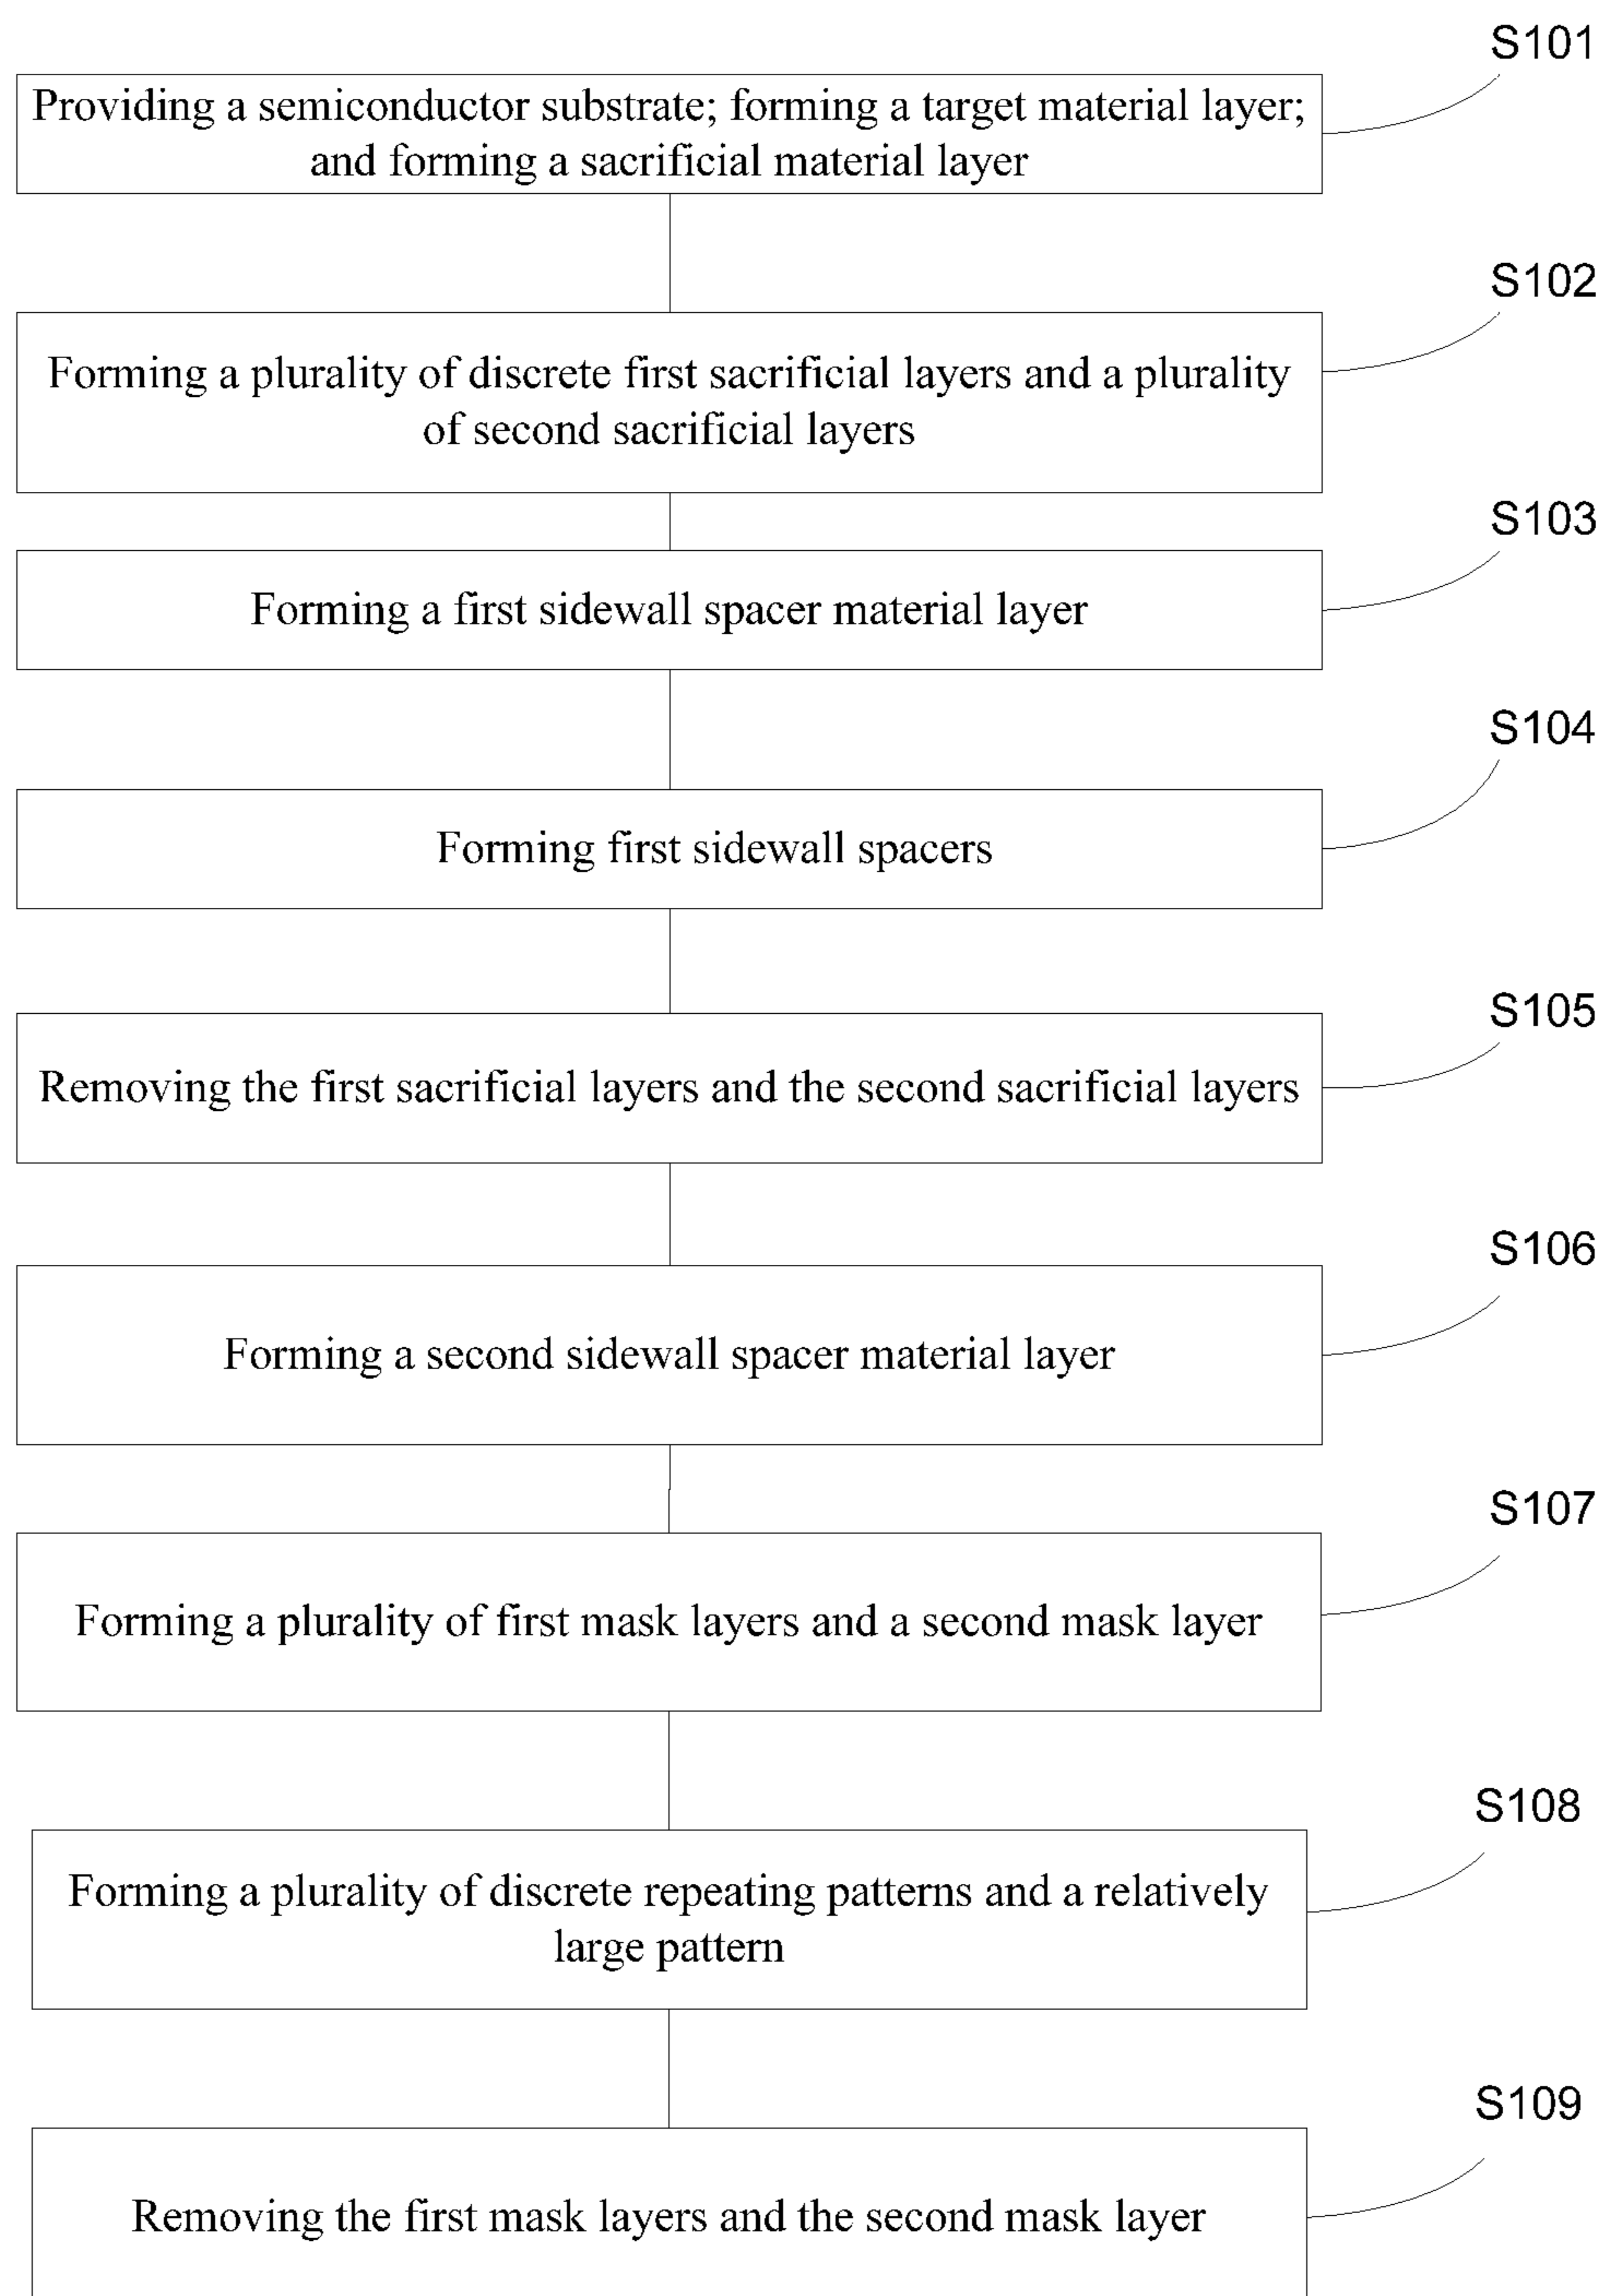 S101
Providing a semiconductor substrate; forming a target material layer;
and forming a sacrificial material layer
S102
Forming a plurality of discrete first sacrificial layers and a plurality
of second sacrificial layers
S103
Forming a first sidewall spacer material layer
S104
Forming first sidewall spacers
S105
Removing the first sacrificial layers and the second sacrificial layers
S106
Forming a second sidewall spacer material layer
S107
Forming a plurality of first mask layers and a second mask layer
S108
Forming a plurality of discrete repeating patterns and a relatively
large pattern
S109
Removing the first mask layers and the second mask layer